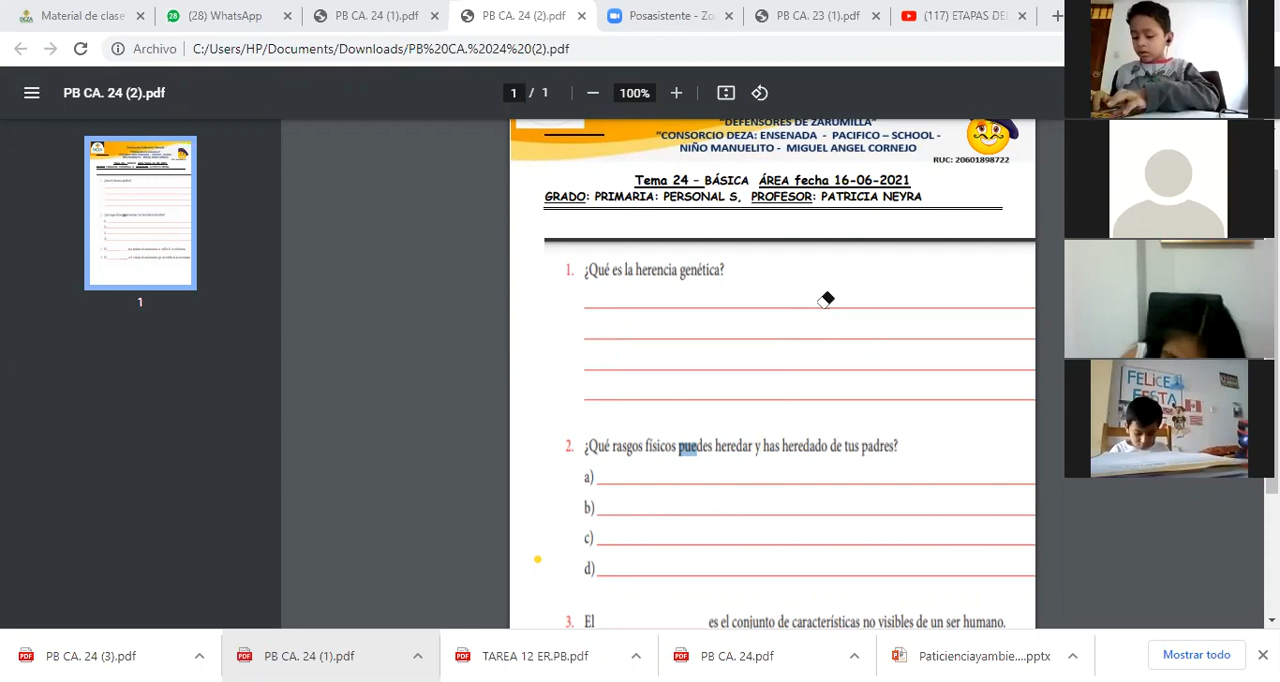 Material de clase
(28) WhatsApp
PB CA. 24 (1).pdf
PB CA. 24 (2).pdf
Posasistente - Zo
PB CA. 23 (1).pdf
(117) ETAPAS DE
Archivo
C:/Users/HP/Documents/Downloads/PB%20CA.%2024%20(2).pdf
PB CA. 24 (2).pdf
1 / 1
100%
1
"DEFENSORES DE ZARUMILLA"
"CONSORCIO DEZA: ENSENADA - PACIFICO – SCHOOL -
NIÑO MANUELITO - MIGUEL ANGEL CORNEJO
RUC: 20601898722
Tema 24 – BÁSICA ÁREA fecha 16-06-2021
GRADO: PRIMARIA: PERSONAL S, PROFESOR: PATRICIA NEYRA
1. ¿Qué es la herencia genética?
2. ¿Qué rasgos físicos puedes heredar y has heredado de tus padres?
a)
b)
c)
d)
3. El es el conjunto de características no visibles de un ser humano.
FELiCE
FESTA
PB CA. 24 (3).pdf
PB CA. 24 (1).pdf
TAREA 12 ER.PB.pdf
PB CA. 24.pdf
Paticienciayambie....pptx
Mostrar todo